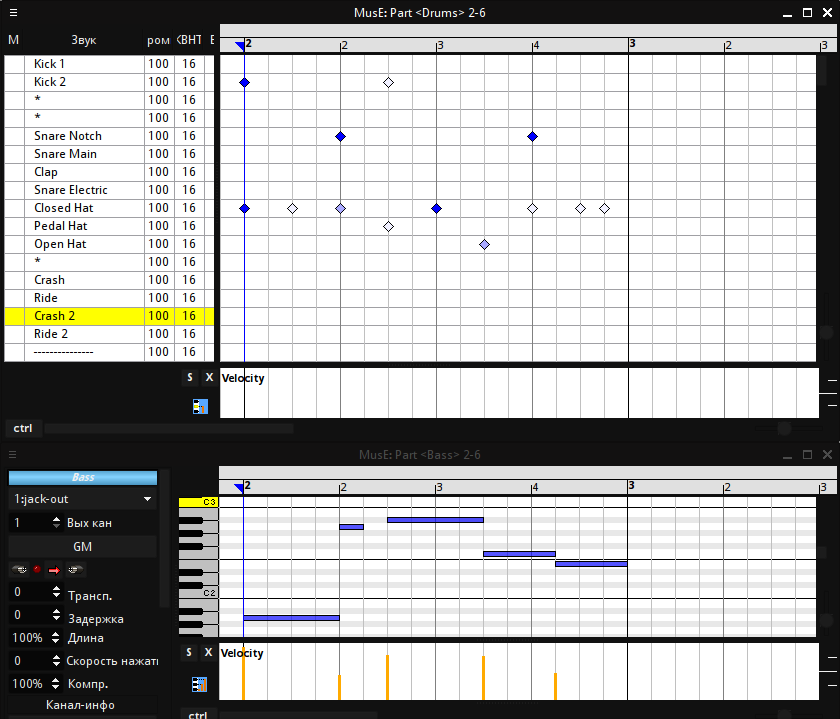 MusE: Part <Drums> 2-6
M Звук ром КВНТ Е
2 2 3 4 3 2 3
Kick 1 100 16
Kick 2 100 16
* 100 16
* 100 16
Snare Notch 100 16
Snare Main 100 16
Clap 100 16
Snare Electric 100 16
Closed Hat 100 16
Pedal Hat 100 16
Open Hat 100 16
* 100 16
Crash 100 16
Ride 100 16
Crash 2 100 16
Ride 2 100 16
--------------- 100 16
S X Velocity
ctrl
MusE: Part <Bass> 2-6
Bass
2 2 3 4 3 2 3
1:jack-out
C3
1 Вых кан
GM
0 Трансп.
C2
0 Задержка
100% Длина
0 Скорость нажати
S X Velocity
100% Компр.
Канал-инфо
ctrl